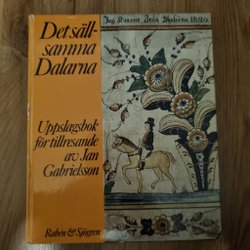 Det säll-
samma
Dalarna
Uppslagsbok
för tillresande
av Jan
Gabrielsson
Rabén & Sjögren